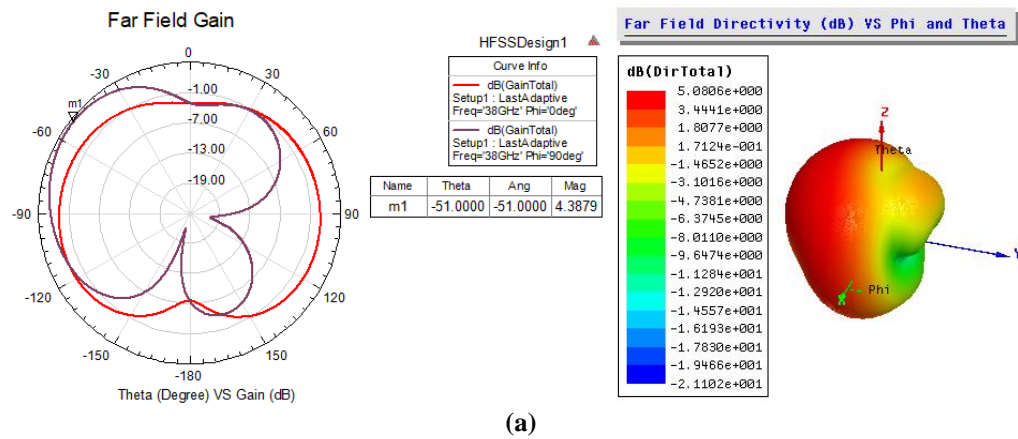 Far Field Gain
0
-30
30
m1
-1.00
-60
60
-7.00
-13.00
-19.00
-90
90
-120
120
-150
150
-180
Theta (Degree) VS Gain (dB)
HFSSDesign1
Curve Info
dB(GainTotal)
Setup1 : LastAdaptive
Freq='38GHz' Phi='0deg'
dB(GainTotal)
Setup1 : LastAdaptive
Freq='38GHz' Phi='90deg'
Name Theta Ang Mag
m1 -51.0000 -51.0000 4.3879
Far Field Directivity (dB) VS Phi and Theta
dB(DirTotal)
5.0806e+000
3.4441e+000
1.8077e+000
1.7124e-001
-1.4652e+000
-3.1016e+000
-4.7381e+000
-6.3745e+000
-8.0110e+000
-9.6474e+000
-1.1284e+001
-1.2920e+001
-1.4557e+001
-1.6193e+001
-1.7830e+001
-1.9466e+001
-2.1102e+001
Z
Theta
Y
Phi
X
(a)